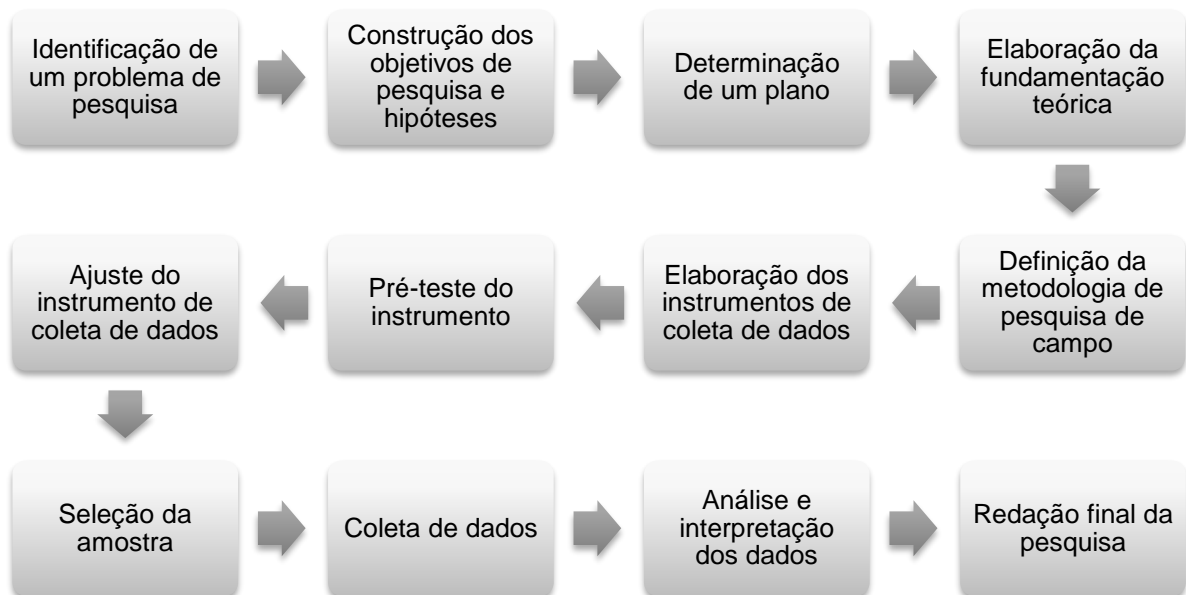 Identificação de
um problema de
pesquisa
Construção dos
objetivos de
pesquisa e
hipóteses
Determinação
de um plano
Elaboração da
fundamentação
teórica
Definição da
metodologia de
pesquisa de
campo
Elaboração dos
instrumentos de
coleta de dados
Pré-teste do
instrumento
Ajuste do
instrumento de
coleta de dados
Seleção da
amostra
Coleta de dados
Análise e
interpretação
dos dados
Redação final da
pesquisa